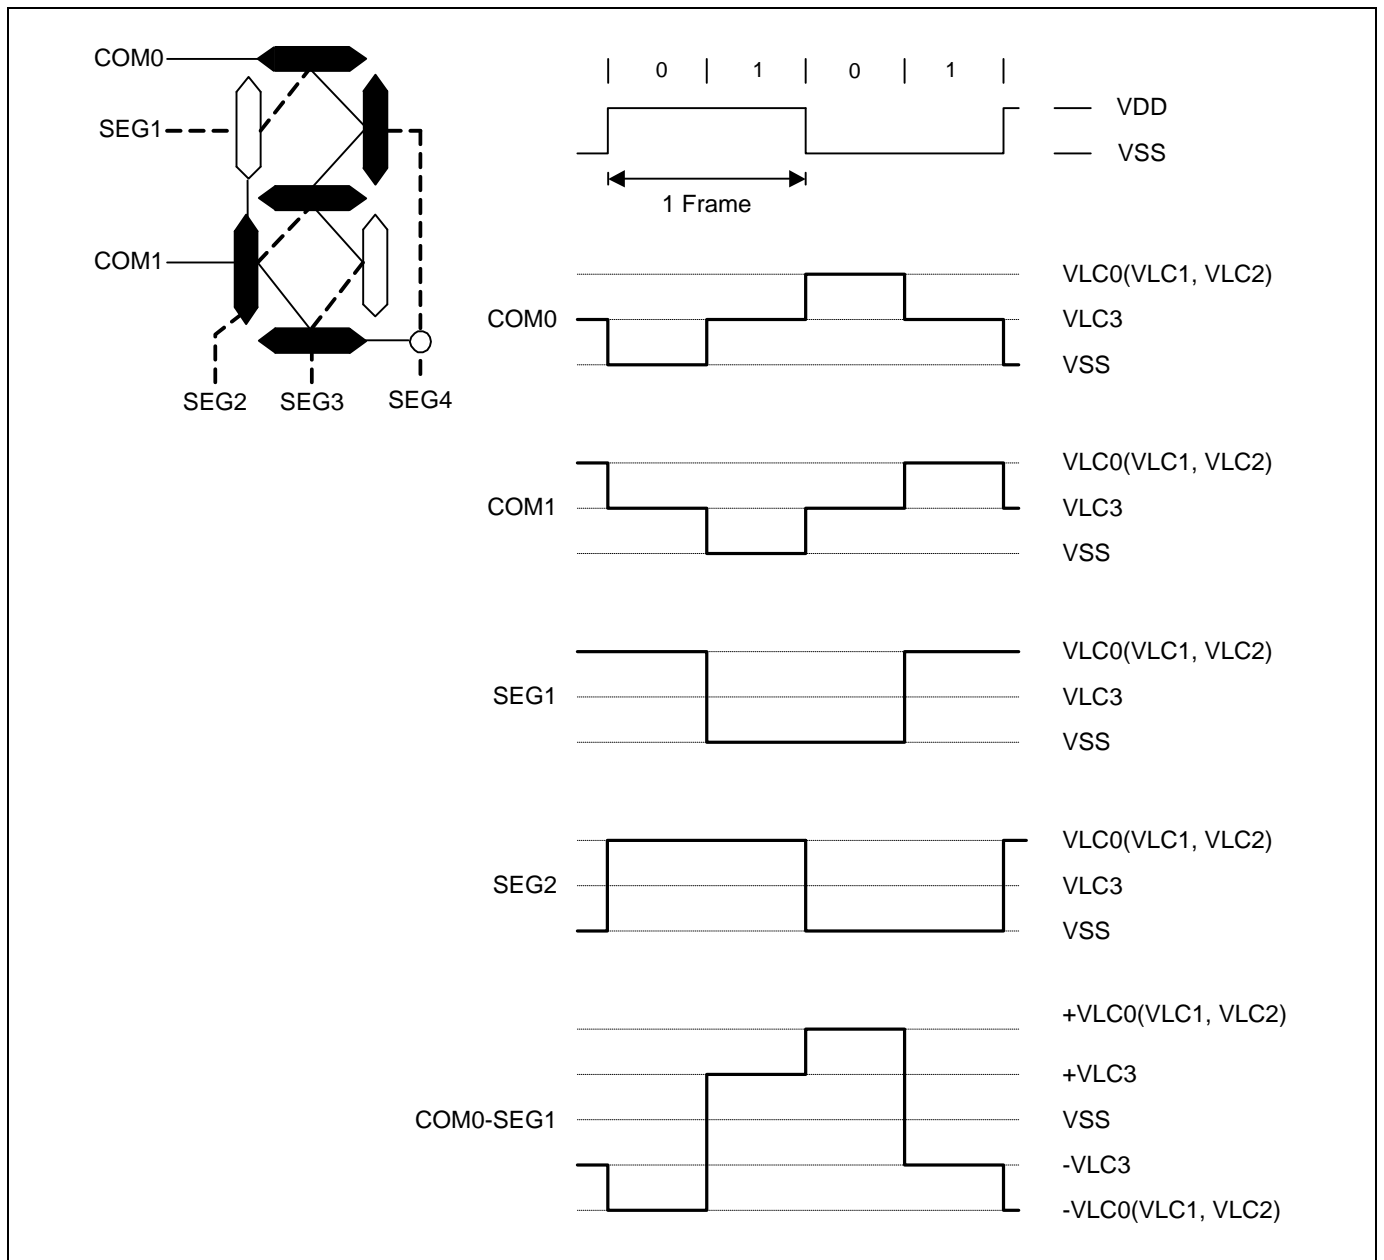 COM0
SEG1
COM1
SEG2 SEG3 SEG4
0 1 0 1
VDD
VSS
1 Frame
COM0
VLC0(VLC1, VLC2)
VLC3
VSS
COM1
VLC0(VLC1, VLC2)
VLC3
VSS
SEG1
VLC0(VLC1, VLC2)
VLC3
VSS
SEG2
VLC0(VLC1, VLC2)
VLC3
VSS
COM0-SEG1
+VLC0(VLC1, VLC2)
+VLC3
VSS
-VLC3
-VLC0(VLC1, VLC2)